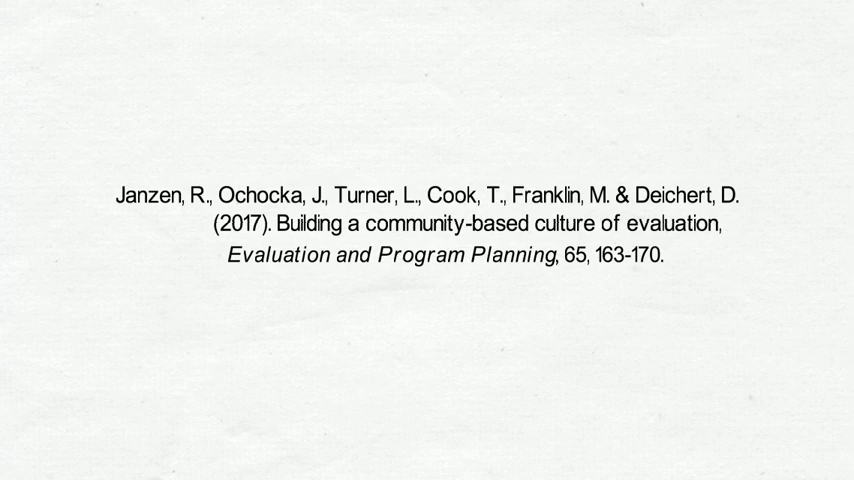 Janzen, R., Ochocka, J., Turner, L., Cook, T., Franklin, M. & Deichert, D.
(2017). Building a community-based culture of evaluation,
Evaluation and Program Planning, 65, 163-170.